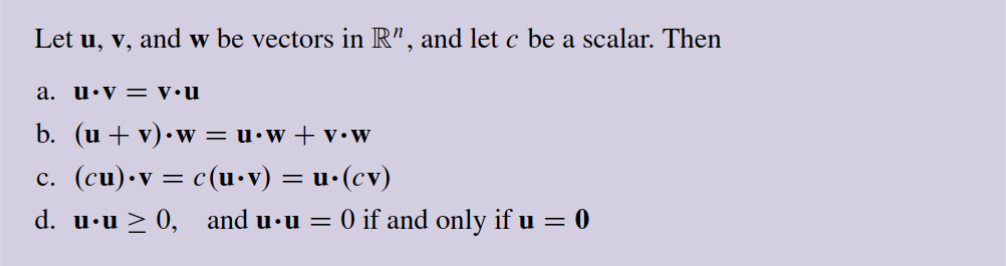 Let u, v, and w be vectors in ℝⁿ, and let c be a scalar. Then
a. u·v = v·u
b. (u + v)·w = u·w + v·w
c. (cu)·v = c(u·v) = u·(cv)
d. u·u ≥ 0, and u·u = 0 if and only if u = 0